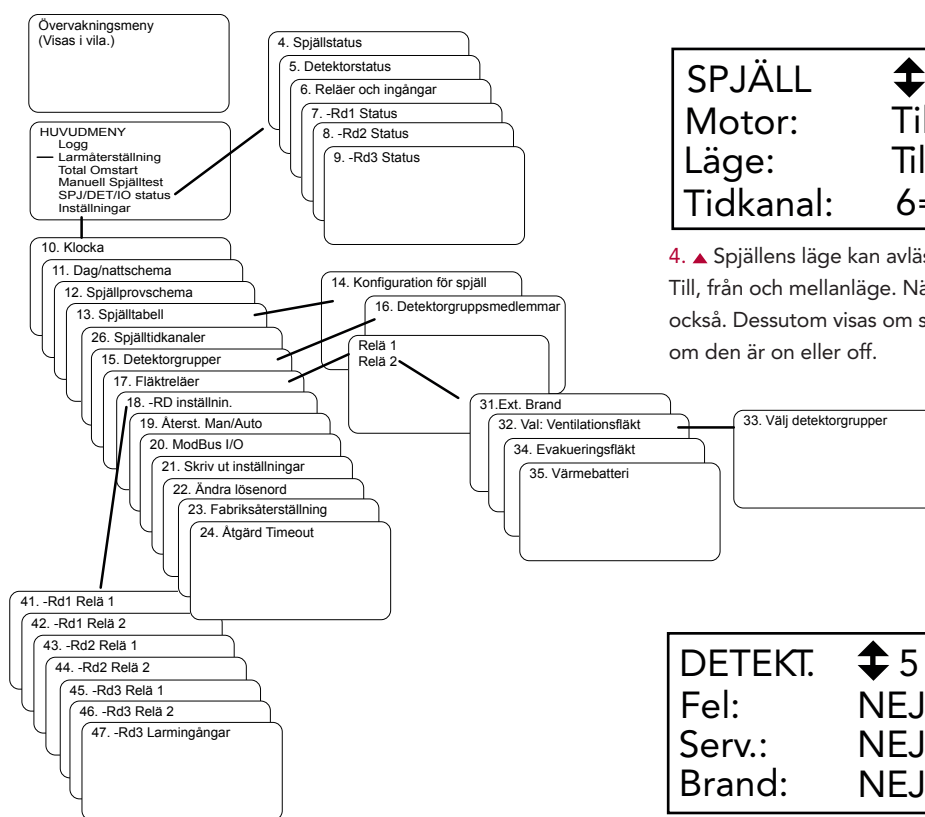 Övervakningsmeny
(Visas i vila.)
HUVUDMENY
Logg
Larmåterställning
Total Omstart
Manuell Spjälltest
SPJ/DET/IO status
Inställningar
4. Spjällstatus
5. Detektorstatus
6. Reläer och ingångar
7. -Rd1 Status
8. -Rd2 Status
9. -Rd3 Status
10. Klocka
11. Dag/nattschema
12. Spjällprovschema
13. Spjälltabell
26. Spjälltidkanaler
15. Detektorgrupper
17. Fläktreläer
18. -RD inställnin.
19. Återst. Man/Auto
20. ModBus I/O
21. Skriv ut inställningar
22. Ändra lösenord
23. Fabriksåterställning
24. Åtgärd Timeout
14. Konfiguration för spjäll
16. Detektorgruppsmedlemmar
Relä 1
Relä 2
31.Ext. Brand
32. Val: Ventilationsfläkt
34. Evakueringsfläkt
35. Värmebatteri
33. Välj detektorgrupper
41. -Rd1 Relä 1
42. -Rd1 Relä 2
43. -Rd2 Relä 1
44. -Rd2 Relä 2
45. -Rd3 Relä 1
46. -Rd3 Relä 2
47. -Rd3 Larmingångar
SPJÄLL
Motor:
Läge:
Tidkanal: 6=
4. ▲ Spjällens läge kan
Till, från och mellanläge.
också. Dessutom visas om
om den är on eller off.
DETEKT. 5
Fel: NEJ
Serv.: NEJ
Brand: NEJ